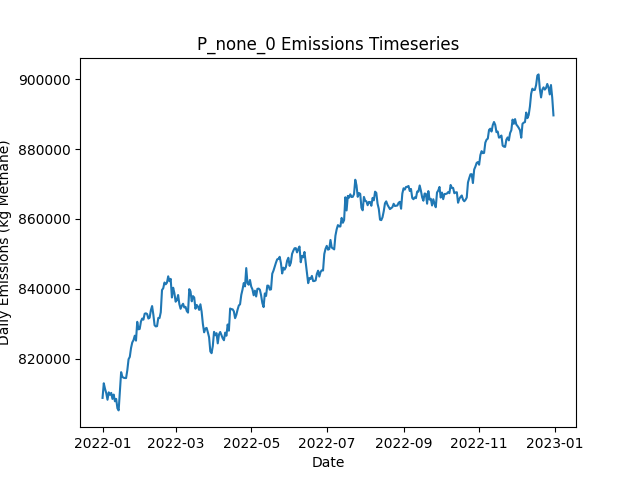 P_none_0 Emissions Timeseries
Daily Emissions (kg Methane)
900000
880000
860000
840000
820000
2022-01 2022-03 2022-05 2022-07 2022-09 2022-11 2023-01
Date